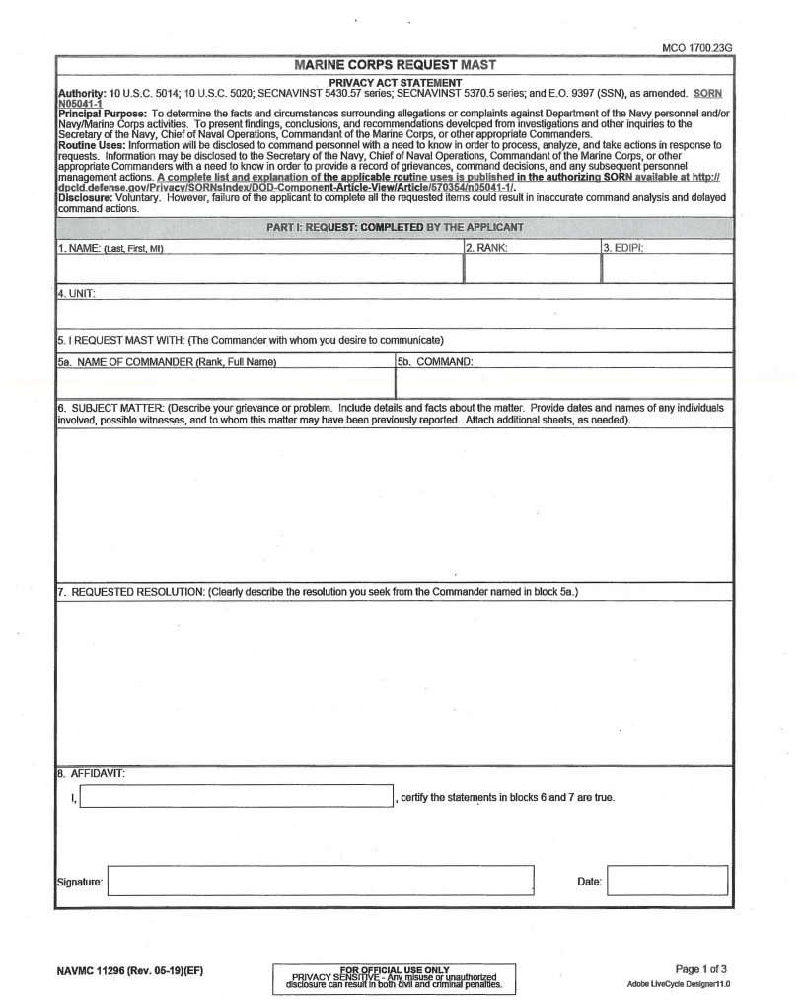 MCO 1700.23G
MARINE CORPS REQUEST MAST
PRIVACY ACT STATEMENT
Authority: 10 U.S.C. 5014; 10 U.S.C. 5020; SECNAVINST 5430.57 series; SECNAVINST 5370.5 series; and E.O. 9397 (SSN), as amended. SORN
N05041-1
Principal Purpose: To determine the facts and circumstances surrounding allegations or complaints against Department of the Navy personnel and/or
Navy/Marine Corps activities. To present findings, conclusions, and recommendations developed from investigations and other inquiries to the
Secretary of the Navy, Chief of Naval Operations, Commandant of the Marine Corps, or other appropriate Commanders.
Routine Uses: Information will be disclosed to command personnel with a need to know in order to process, analyze, and take actions in response to
requests. Information may be disclosed to the Secretary of the Navy, Chief of Naval Operations, Commandant of the Marine Corps, or other
appropriate Commanders with a need to know in order to provide a record of grievances, command decisions, and any subsequent personnel
management actions. A complete list and explanation of the applicable routine uses is published in the authorizing SORN available at http://
dpcld.defense.gov/Privacy/SORNsIndex/DOD-Component-Article-View/Article/570354/n05041-1/.
Disclosure: Voluntary. However, failure of the applicant to complete all the requested items could result in inaccurate command analysis and delayed
command actions.
PART I: REQUEST: COMPLETED BY THE APPLICANT
1. NAME: (Last, First, MI)
2. RANK:
3. EDIPI:
4. UNIT:
5. I REQUEST MAST WITH: (The Commander with whom you desire to communicate)
5a. NAME OF COMMANDER (Rank, Full Name)
5b. COMMAND:
6. SUBJECT MATTER: (Describe your grievance or problem. Include details and facts about the matter. Provide dates and names of any individuals
involved, possible witnesses, and to whom this matter may have been previously reported. Attach additional sheets, as needed).
7. REQUESTED RESOLUTION: (Clearly describe the resolution you seek from the Commander named in block 5a.)
8. AFFIDAVIT:
I, , certify the statements in blocks 6 and 7 are true.
Signature:
Date:
NAVMC 11296 (Rev. 05-19)(EF)
FOR OFFICIAL USE ONLY
PRIVACY SENSITIVE - Any misuse or unauthorized
disclosure can result in both civil and criminal penalties.
Page 1 of 3
Adobe LiveCycle Designer11.0